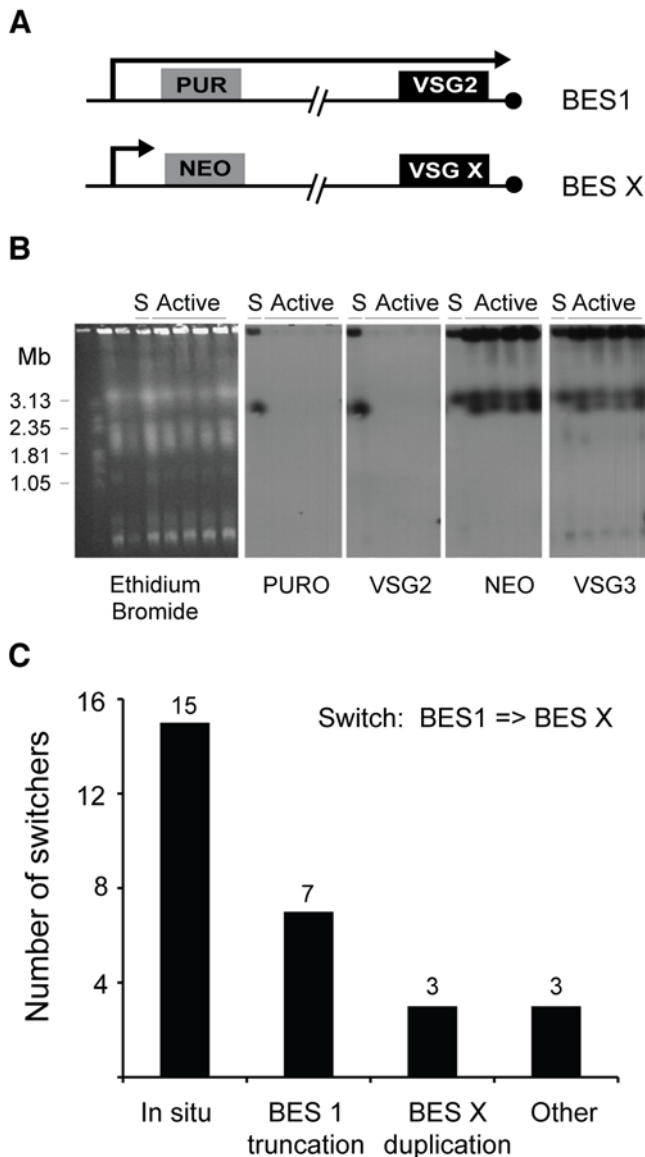 A
PUR
VSG2
BES1
NEO
VSG X
BES X
B
S Active S Active S Active S Active S Active
Mb
3.13
2.35
1.81
1.05
Ethidium
Bromide
PURO
VSG2
NEO
VSG3
C
Switch: BES1 => BES X
Number of switchers
16
12
8
4
15
7
3
3
In situ
BES 1
truncation
BES X
duplication
Other